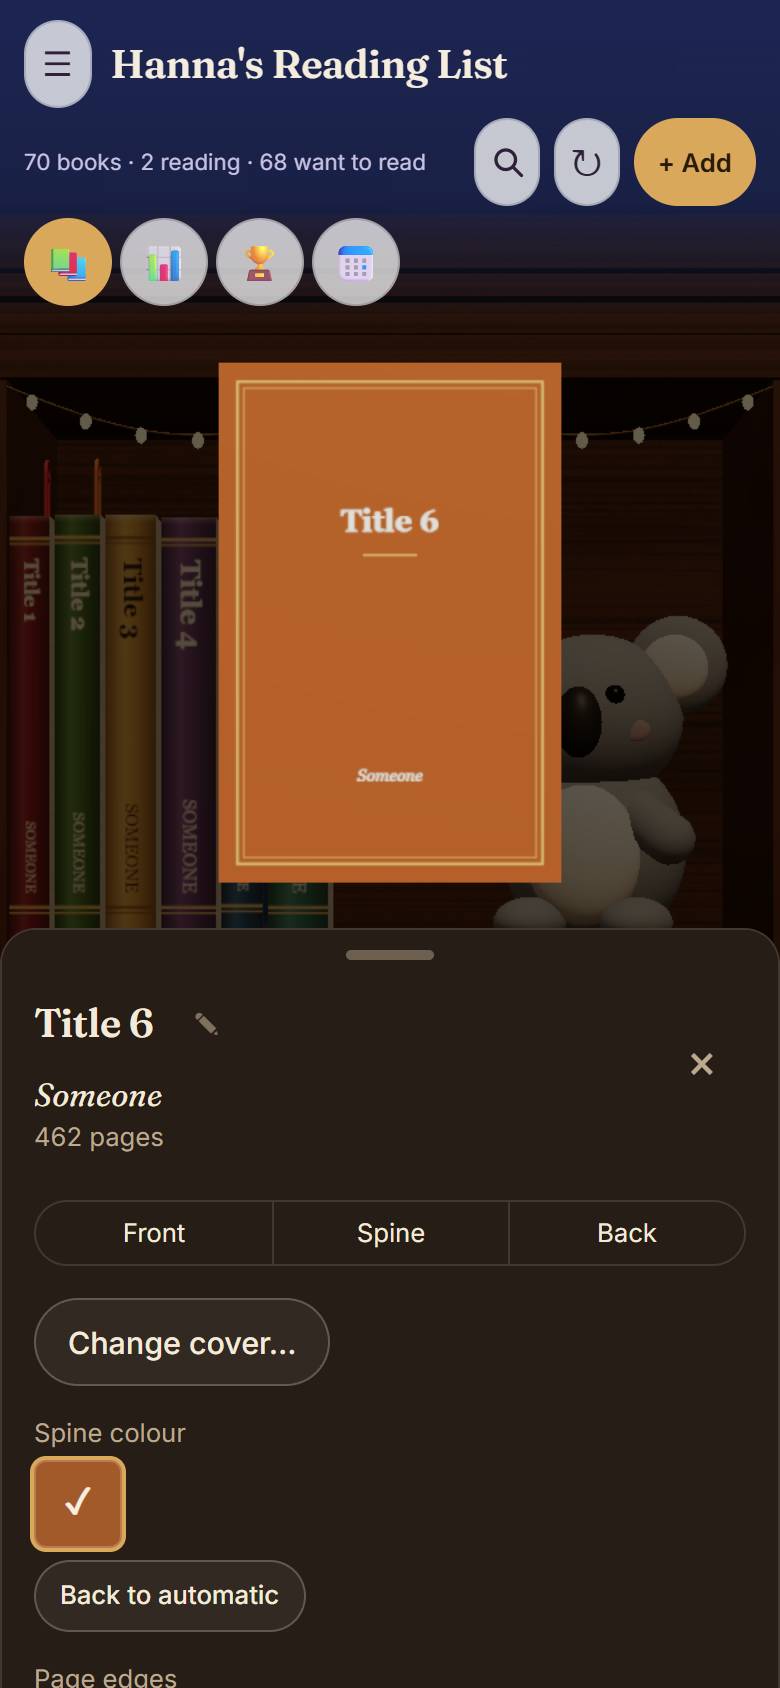 ☰ Hanna's Reading List
70 books · 2 reading · 68 want to read
↻
+ Add
Title 6
Someone
Title 1
SOMEONE
Title 2
SOMEONE
Title 3
SOMEONE
Title 4
SOMEONE
E
E
Title 6
×
Someone
462 pages
Front Spine Back
Change cover...
Spine colour
✓
Back to automatic
Page edges